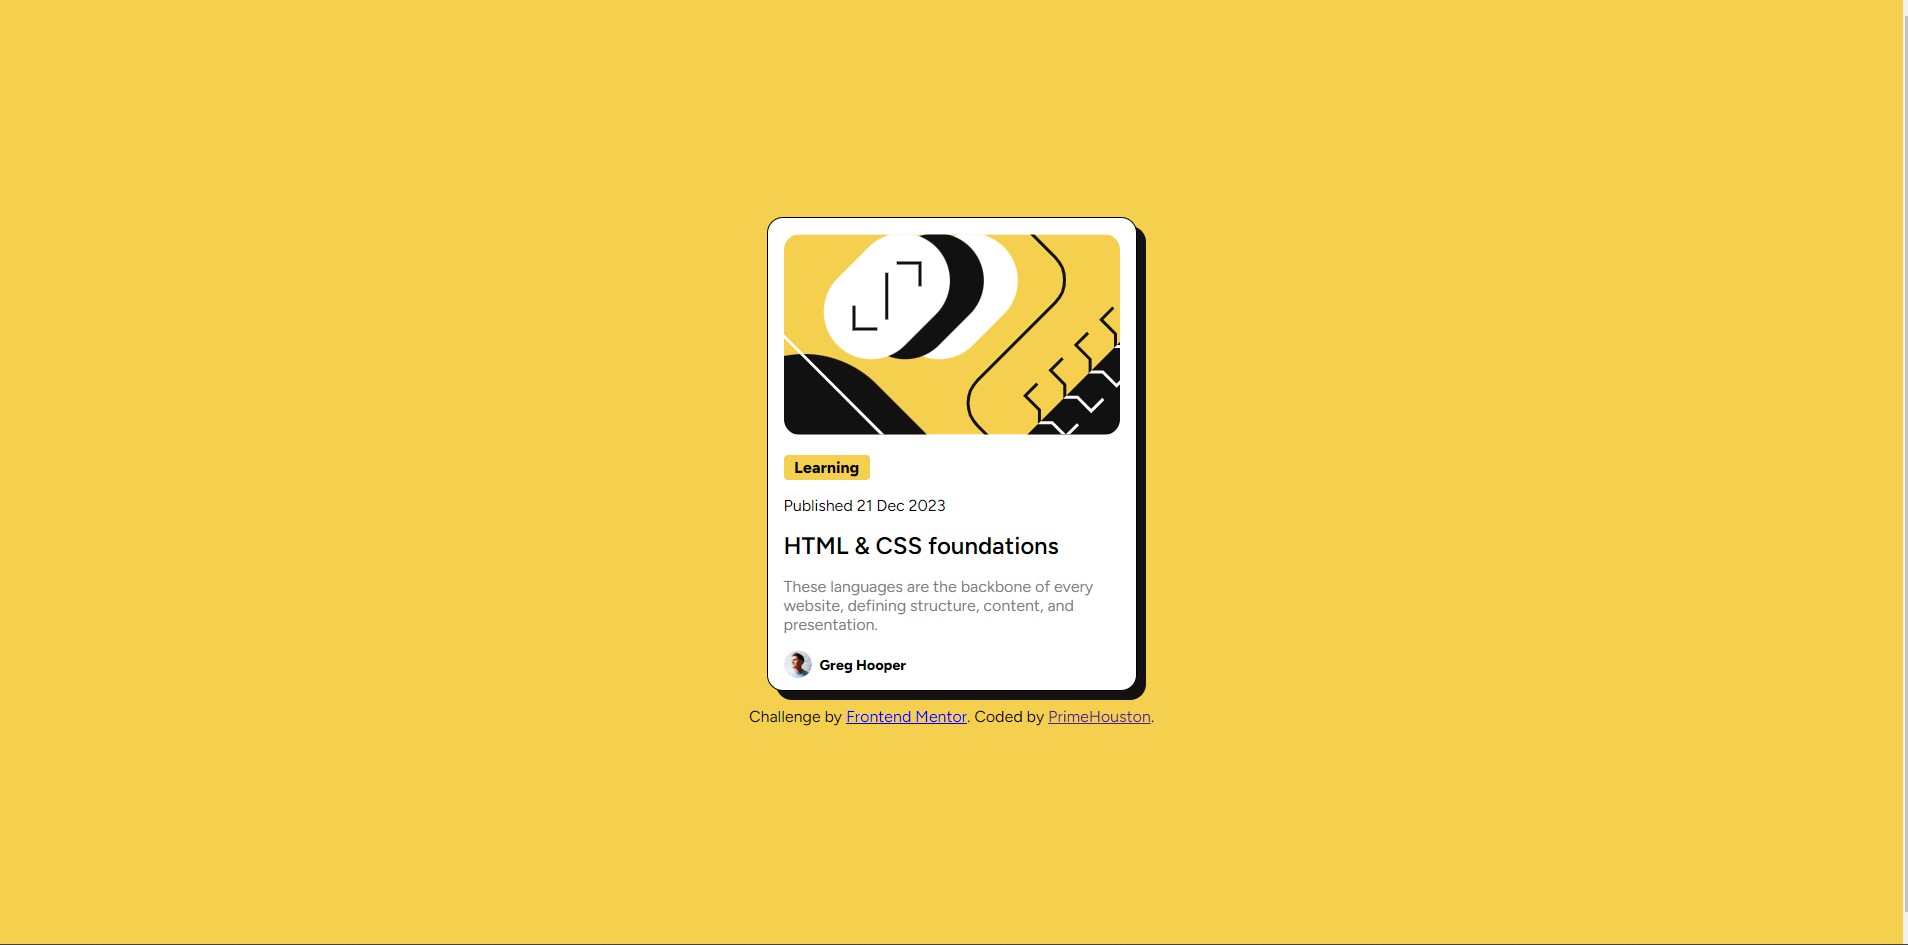 Learning
Published 21 Dec 2023
HTML & CSS foundations
These languages are the backbone of every
website, defining structure, content, and
presentation.
Greg Hooper
Challenge by Frontend Mentor. Coded by PrimeHouston.